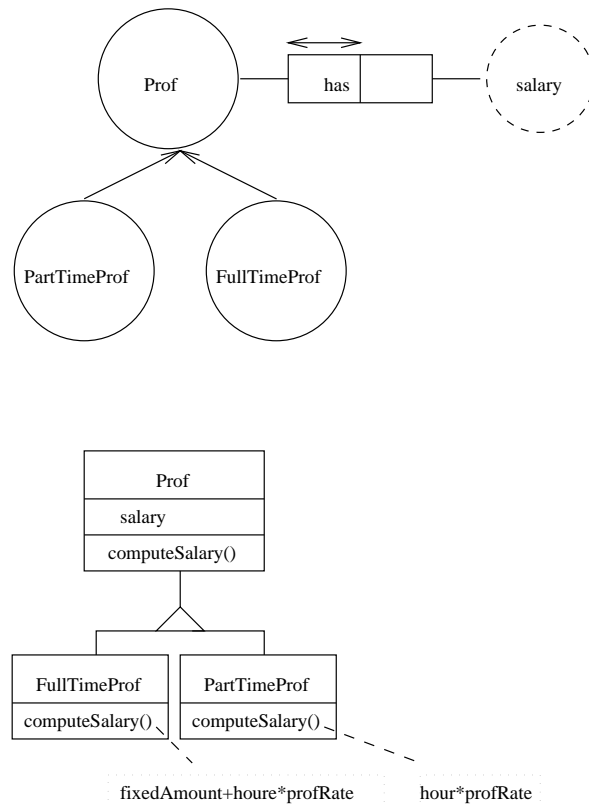 Prof
has
salary
PartTimeProf
FullTimeProf
Prof
salary
computeSalary()
FullTimeProf
PartTimeProf
computeSalary()
computeSalary()
fixedAmount+houre*profRate
hour*profRate